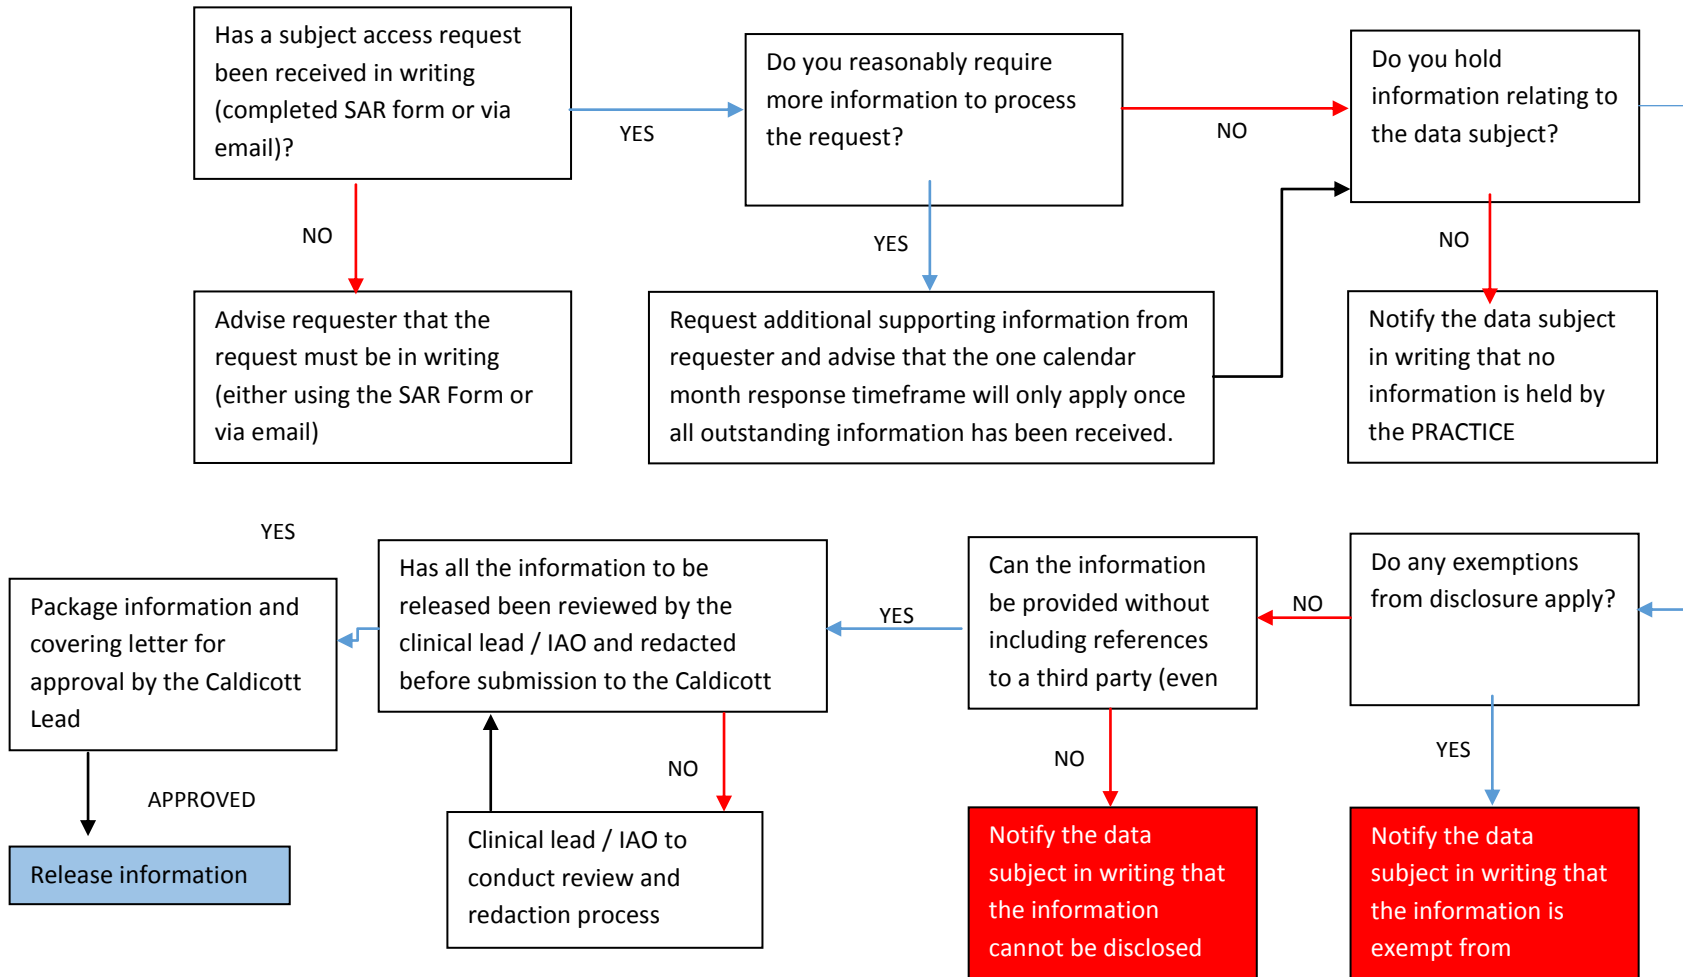 Has a subject access request
been received in writing
(completed SAR form or via
email)?
YES
Do you reasonably require
more information to process
the request?
NO
Do you hold
information relating to
the data subject?
NO
YES
NO
Advise requester that the
request must be in writing
(either using the SAR Form or
via email)
Request additional supporting information from
requester and advise that the one calendar
month response timeframe will only apply once
all outstanding information has been received.
Notify the data subject
in writing that no
information is held by
the PRACTICE
Do any exemptions
from disclosure apply?
NO
Can the information
be provided without
including references
to a third party (even
YES
Has all the information to be
released been reviewed by the
clinical lead / IAO and redacted
before submission to the Caldicott
YES
Package information and
covering letter for
approval by the Caldicott
Lead
APPROVED
Release information
NO
Clinical lead / IAO to
conduct review and
redaction process
NO
Notify the data
subject in writing that
the information
cannot be disclosed
YES
Notify the data
subject in writing that
the information is
exempt from